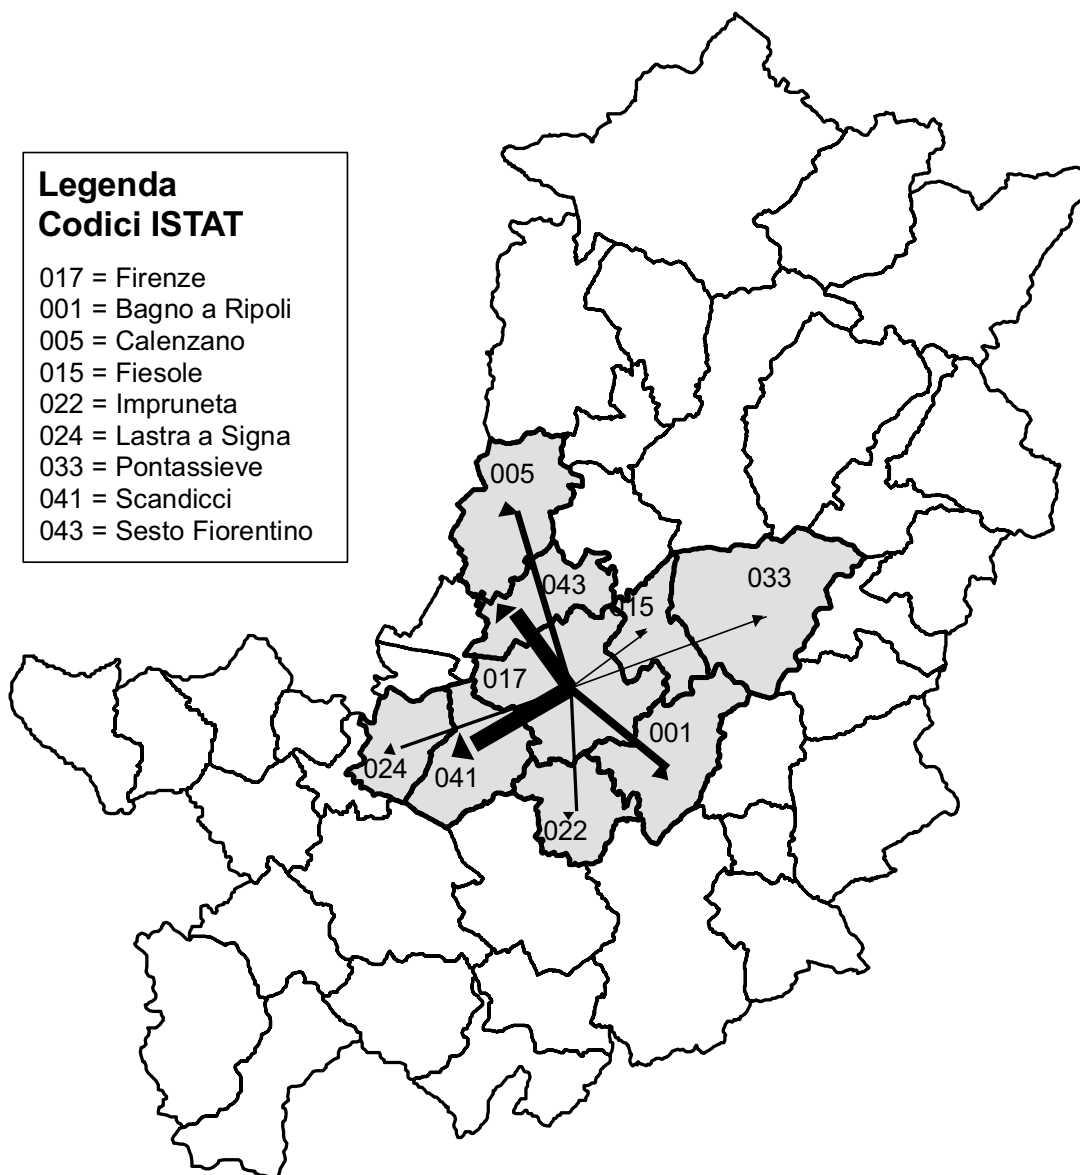 Legenda
Codici ISTAT
017 = Firenze
001 = Bagno a Ripoli
005 = Calenzano
015 = Fiesole
022 = Impruneta
024 = Lastra a Signa
033 = Pontassieve
041 = Scandicci
043 = Sesto Fiorentino
005
043
033
015
017
001
024
041
022